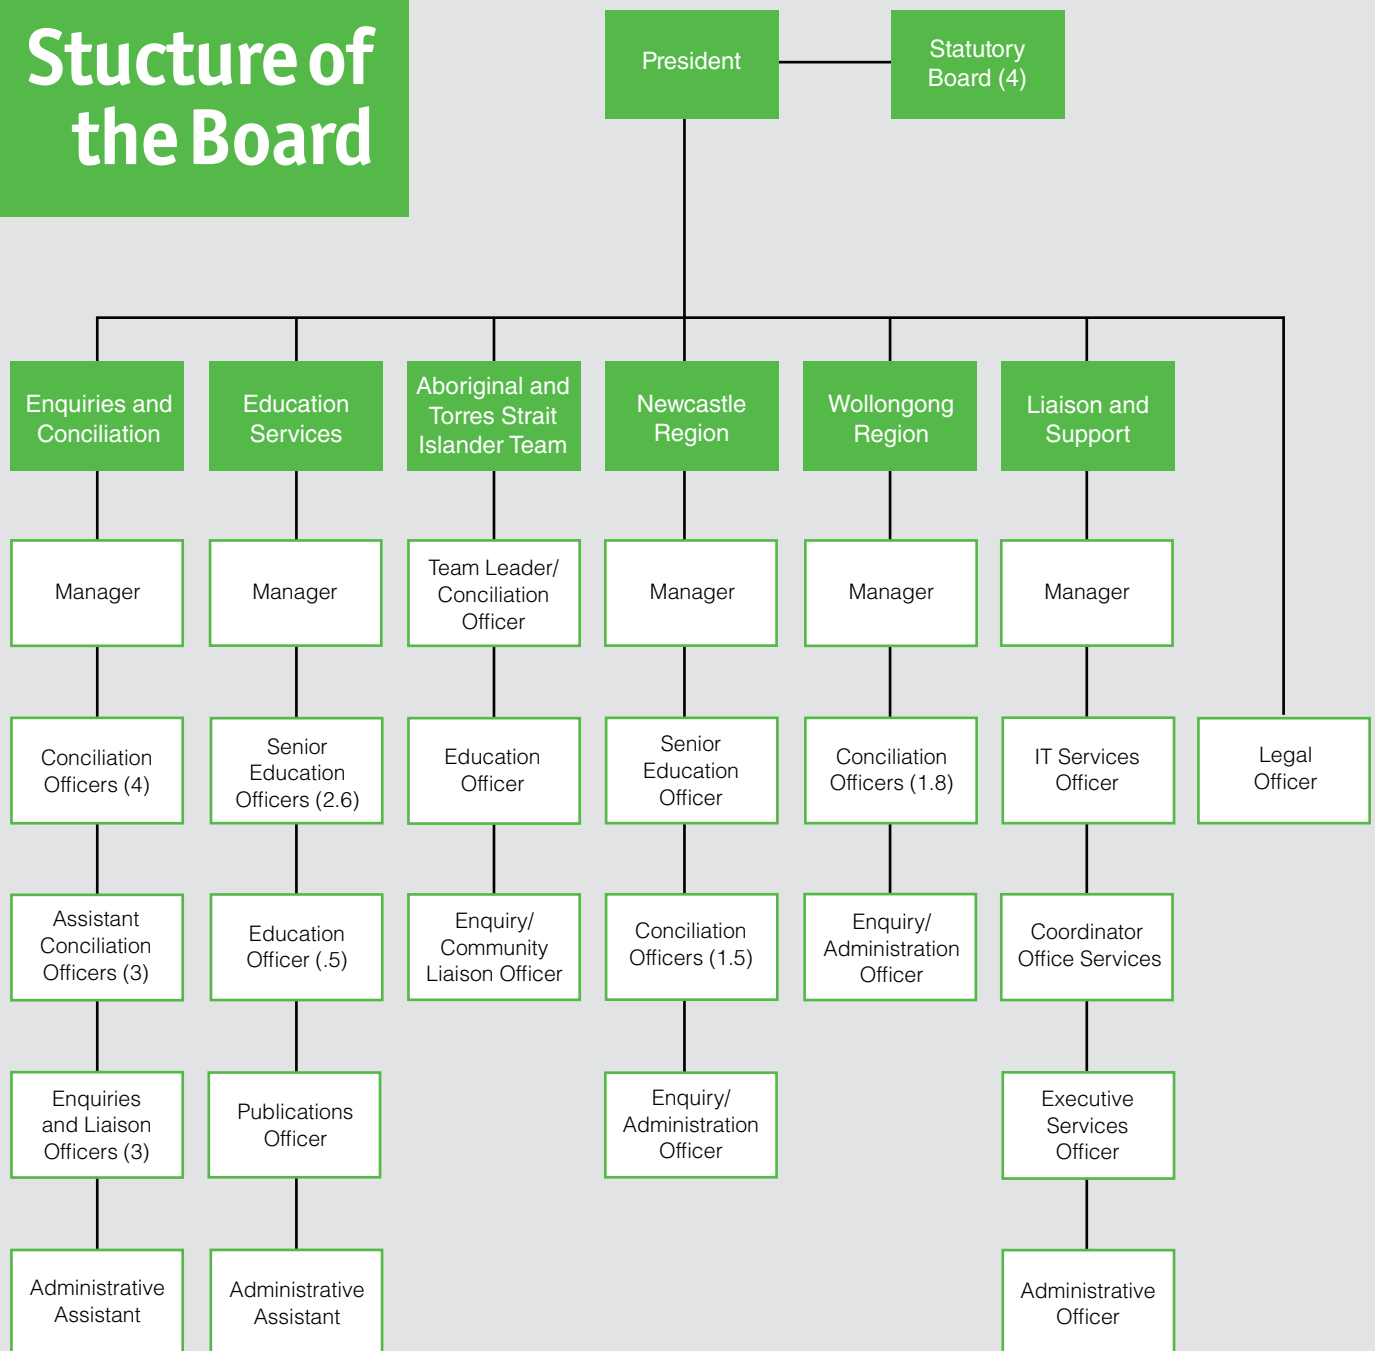 Stucture of
the Board
President
Statutory
Board (4)
Enquiries and
Conciliation
Education
Services
Aboriginal and
Torres Strait
Islander Team
Newcastle
Region
Wollongong
Region
Liaison and
Support
Manager
Manager
Team Leader/
Conciliation
Officer
Manager
Manager
Manager
Conciliation
Officers (4)
Senior
Education
Officers (2.6)
Education
Officer
Senior
Education
Officer
Conciliation
Officers (1.8)
IT Services
Officer
Legal
Officer
Assistant
Conciliation
Officers (3)
Education
Officer (.5)
Enquiry/
Community
Liaison Officer
Conciliation
Officers (1.5)
Enquiry/
Administration
Officer
Coordinator
Office Services
Enquiries
and Liaison
Officers (3)
Publications
Officer
Enquiry/
Administration
Officer
Executive
Services
Officer
Administrative
Assistant
Administrative
Assistant
Administrative
Officer